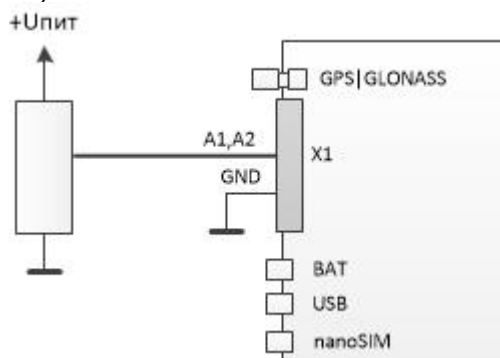 +Uпит
GPS|GLONASS
A1,A2
X1
GND
BAT
USB
nanoSIM